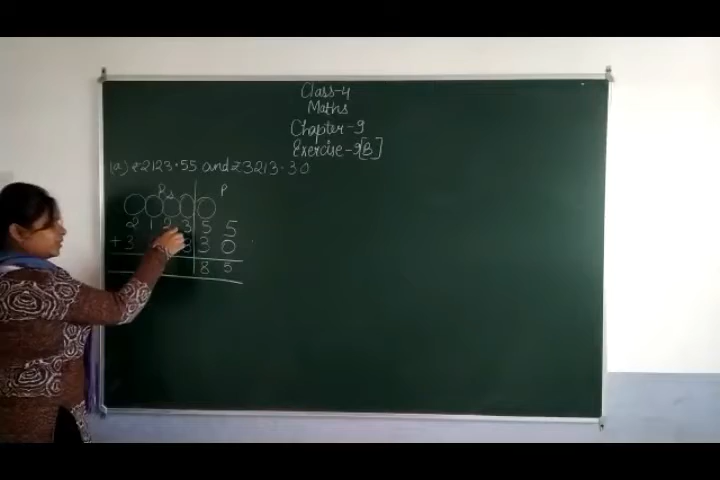 Class-4
Maths
Chapter-9
Exercise-9[B]
(a) ₹2123.55 and ₹3213.30
Rs P
2 1 2 3 5 5
+ 3 3 3 0
8 5